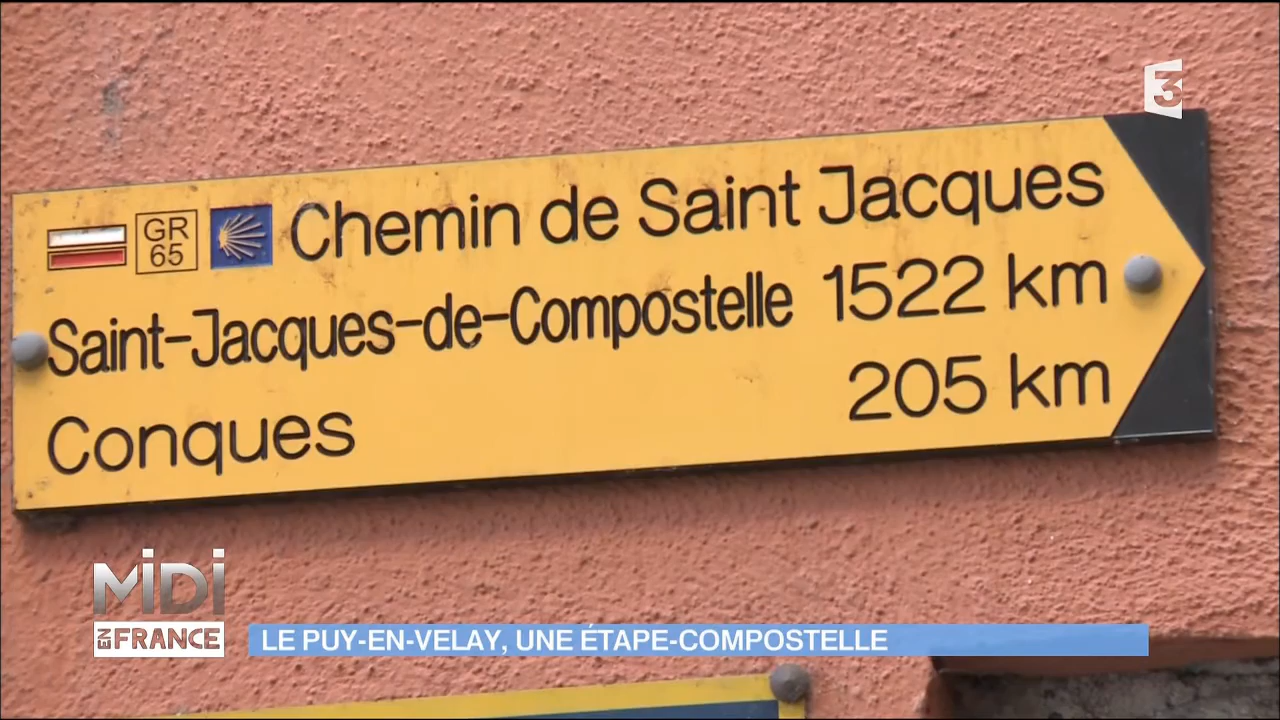 3
GR
65
Chemin de Saint Jacques
Saint-Jacques-de-Compostelle 1522 km
Conques 205 km
MiDi
EN FRANCE
LE PUY-EN-VELAY, UNE ÉTAPE-COMPOSTELLE